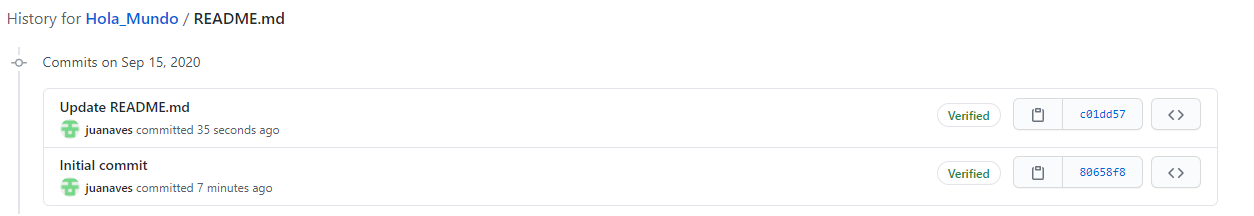 History for Hola_Mundo / README.md
Commits on Sep 15, 2020
Update README.md
juanaves committed 35 seconds ago
Verified
c01dd57
Initial commit
juanaves committed 7 minutes ago
Verified
80658f8